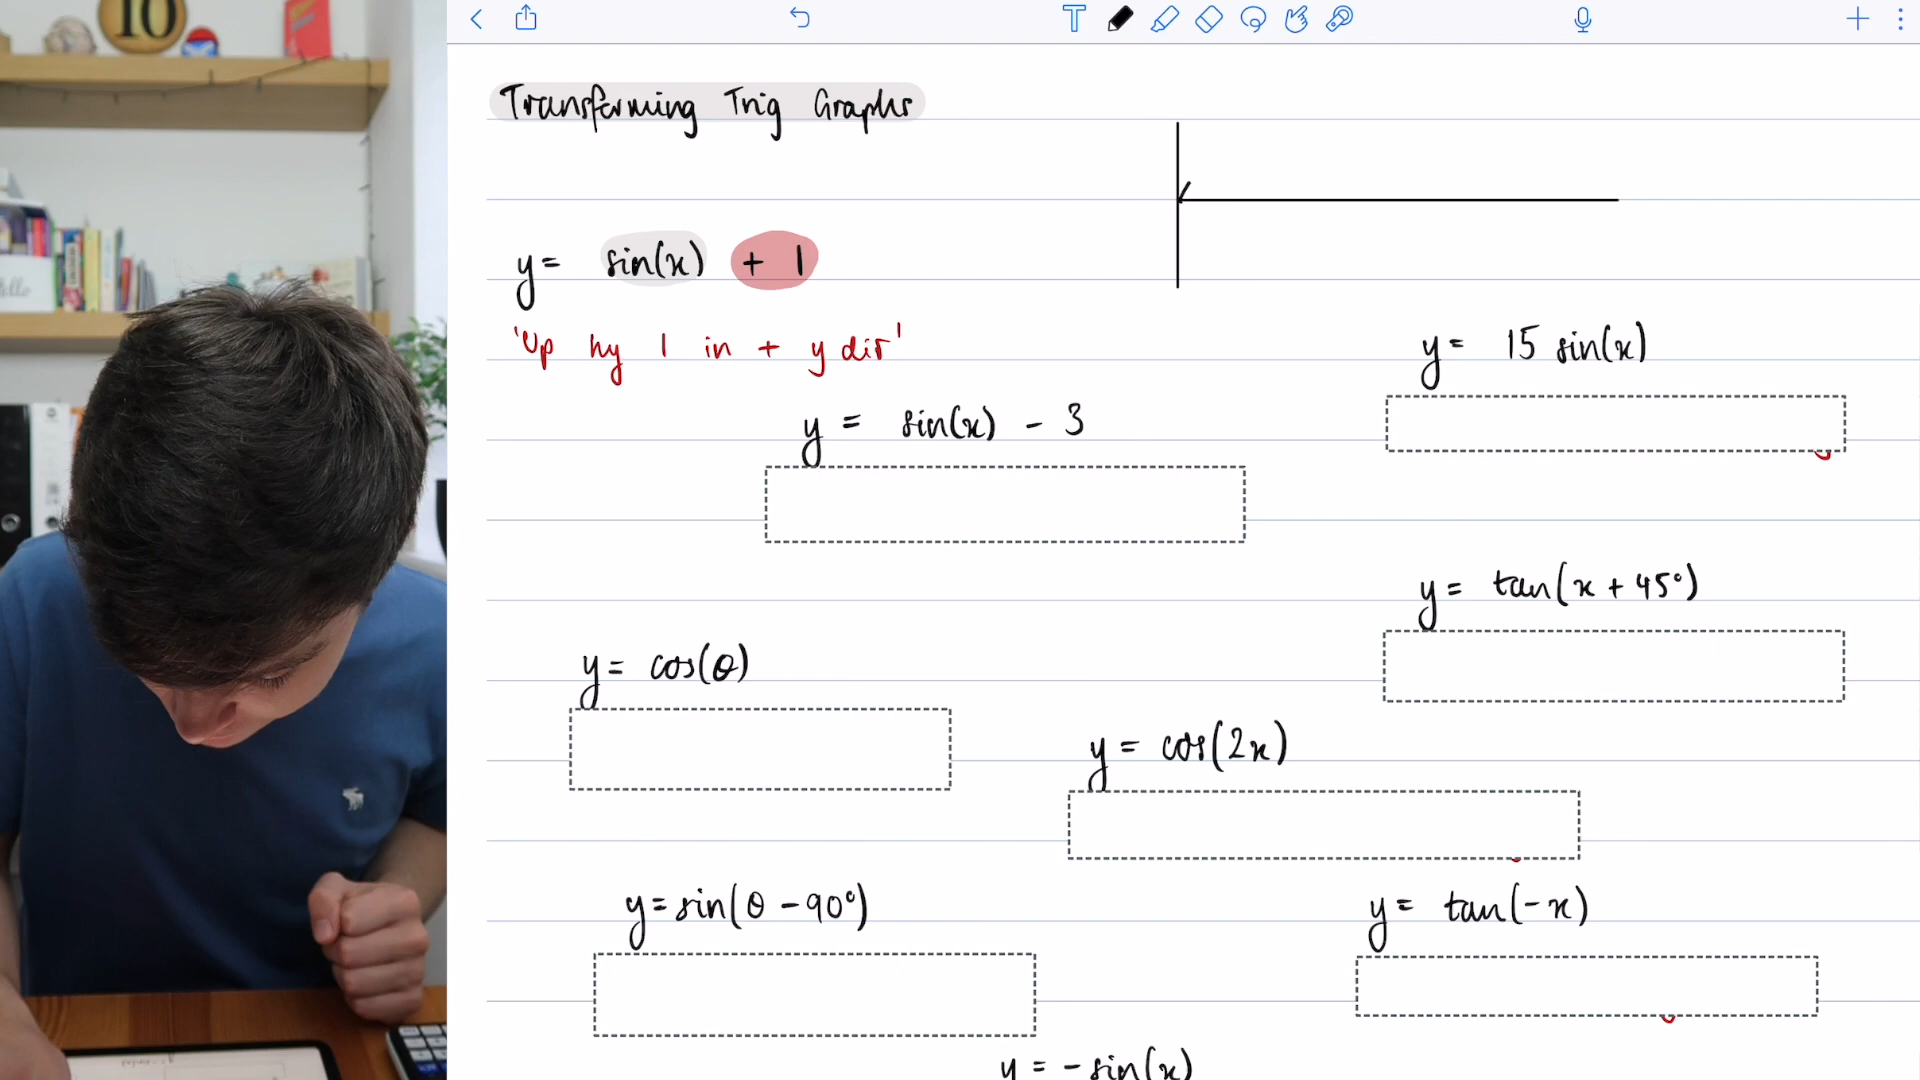 10
Transforming Trig Graphs
y = sin(x) + 1
'Up by 1 in + y dir'
y = 15 sin(x)
y = sin(x) - 3
y = tan(x + 45°)
y = cos(θ)
y = cos(2x)
y = sin(θ - 90°)
y = tan(-x)
y = - sin(x)